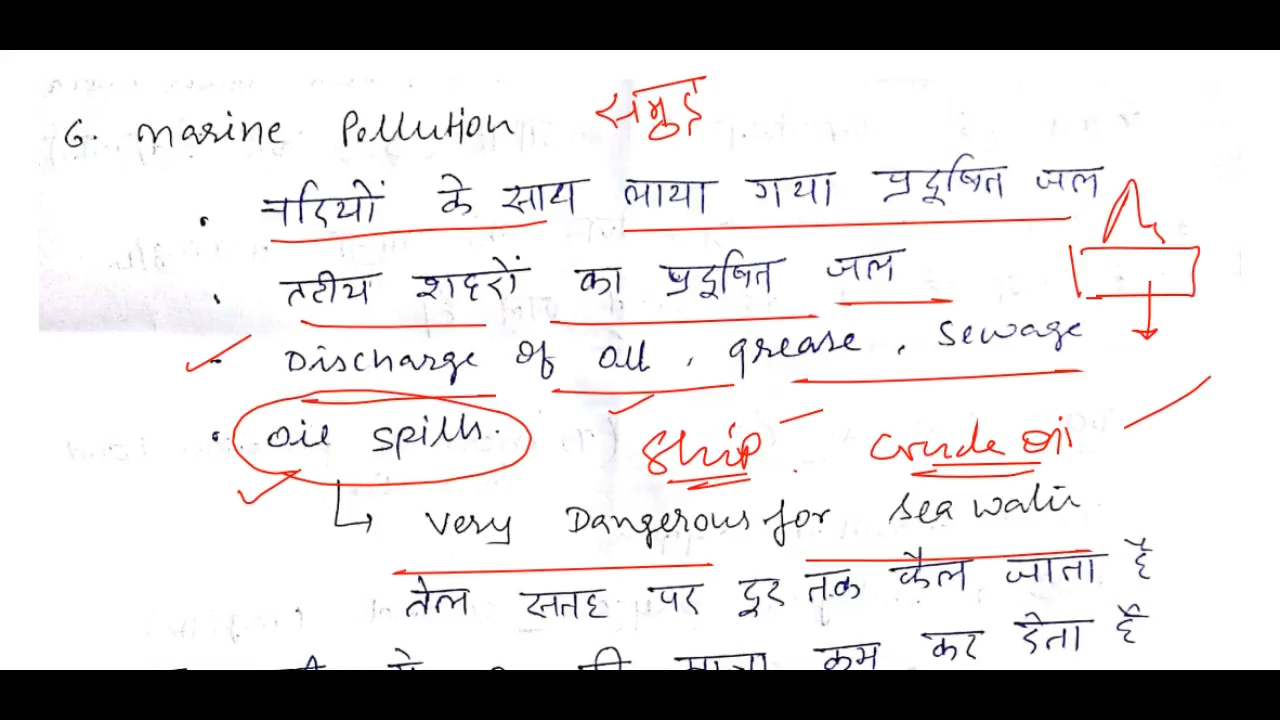 6. Marine Pollution समुद्र
• नदियों के साथ लाया गया प्रदूषित जल
• तटीय शहरों का प्रदूषित जल
• Discharge of oil, grease, sewage
• Oil spills. Ship Crude Oil
↳ Very Dangerous for sea water
तेल सतह पर दूर तक फैल जाता है
मात्रा कम कर देता है